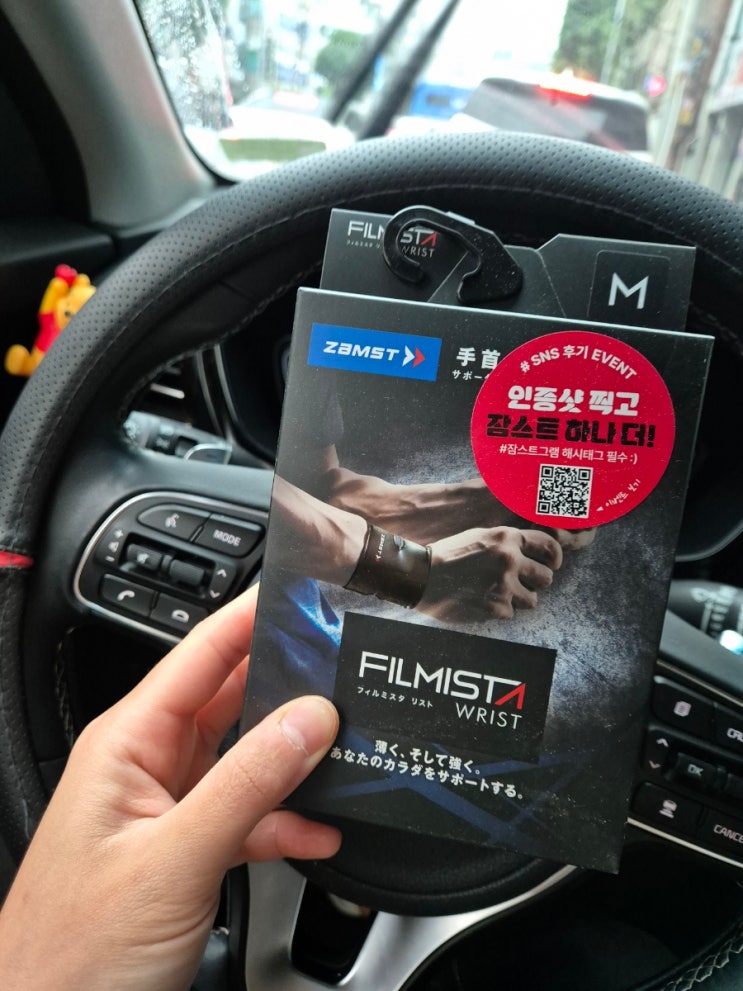 FILMISTA
WRIST
M
ZAMST
手首
# SNS 후기 EVENT
인증샷 찍고
잠스트 하나 더!
#잠스트그램 해시태그 필수 :)
ZAMST
FILMISTA
フィルミスタ リスト
WRIST
薄く、そして強く。
あなたのカラダをサポートする。
MODE
OK